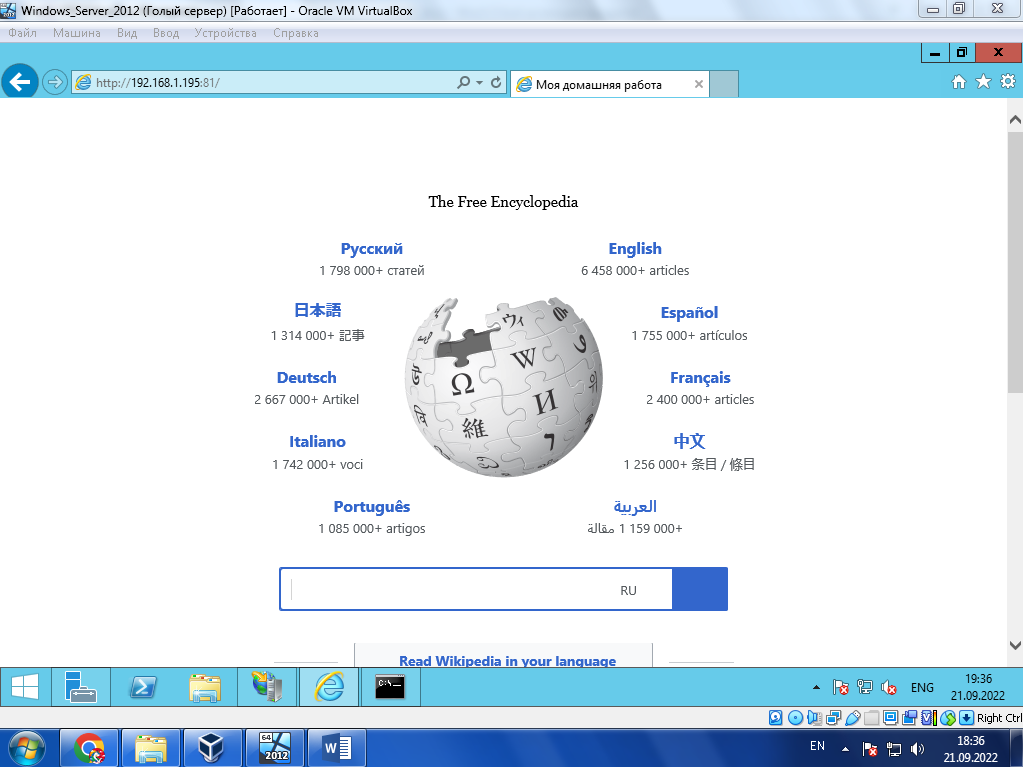 Windows_Server_2012 (Голый сервер) [Работает] - Oracle VM VirtualBox
Файл Машина Вид Ввод Устройства Справка
http://192.168.1.195:81/ Моя домашняя работа
The Free Encyclopedia
Русский English
1 798 000+ статей 6 458 000+ articles
日本語 Español
1 314 000+ 記事 1 755 000+ artículos
Deutsch Français
2 667 000+ Artikel 2 400 000+ articles
Italiano 中文
1 742 000+ voci 1 256 000+ 条目 / 條目
Português العربية
1 085 000+ artigos 1 159 000+ مقالة
Ω W И 維
RU
Read Wikipedia in your language
ENG 19:36
21.09.2022
Right Ctrl
64
2012
EN 18:36
21.09.2022